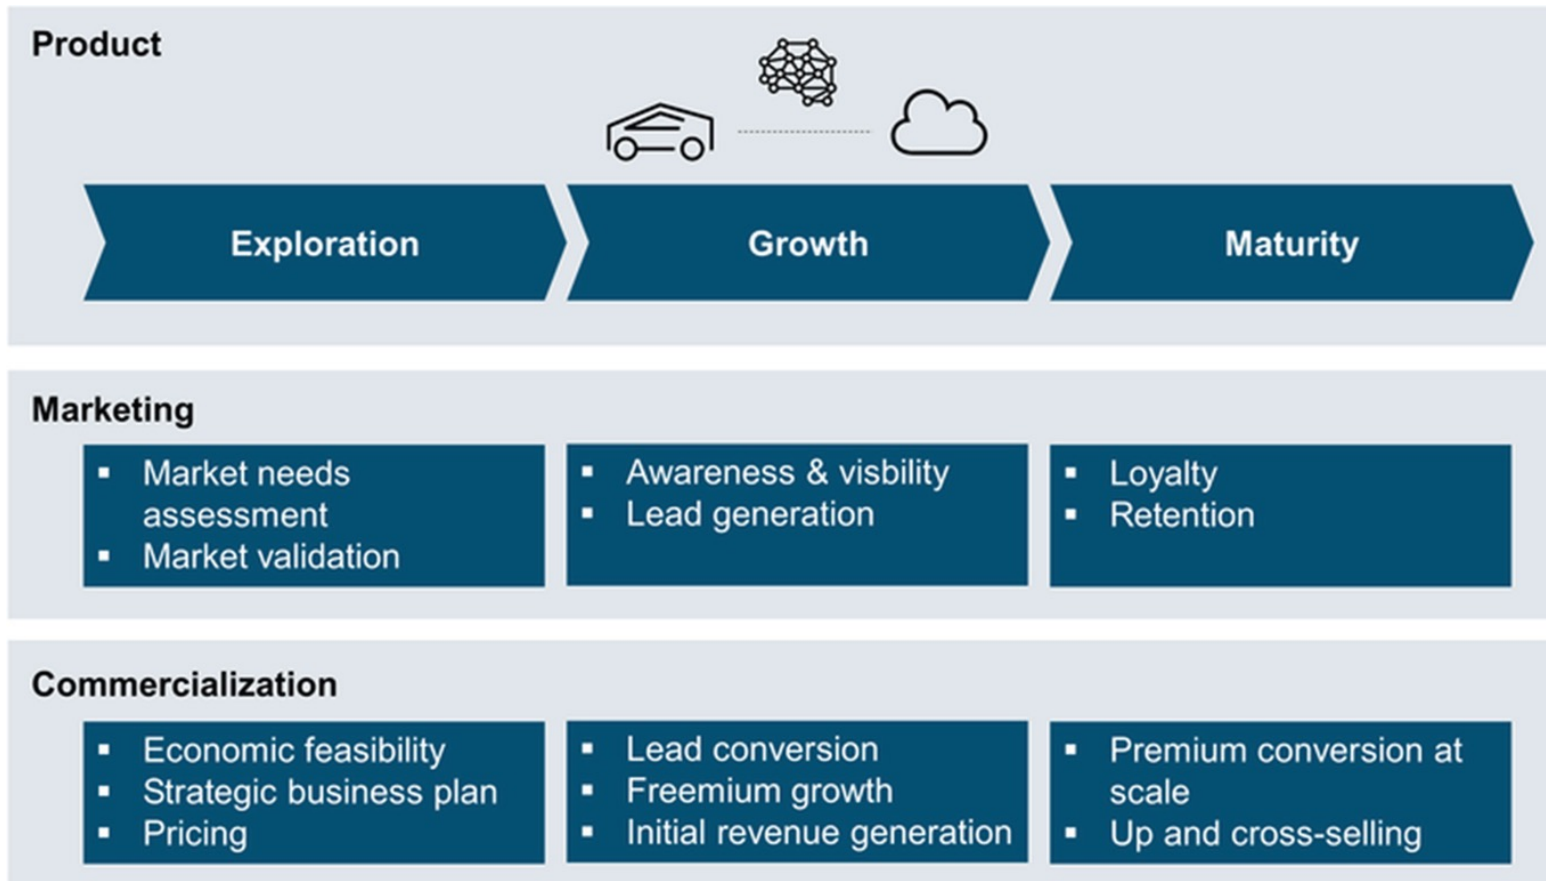 Product
Exploration
Growth
Maturity
Marketing
▪ Market needs
assessment
▪ Market validation
▪ Awareness & visbility
▪ Lead generation
▪ Loyalty
▪ Retention
Commercialization
▪ Economic feasibility
▪ Strategic business plan
▪ Pricing
▪ Lead conversion
▪ Freemium growth
▪ Initial revenue generation
▪ Premium conversion at
scale
▪ Up and cross-selling